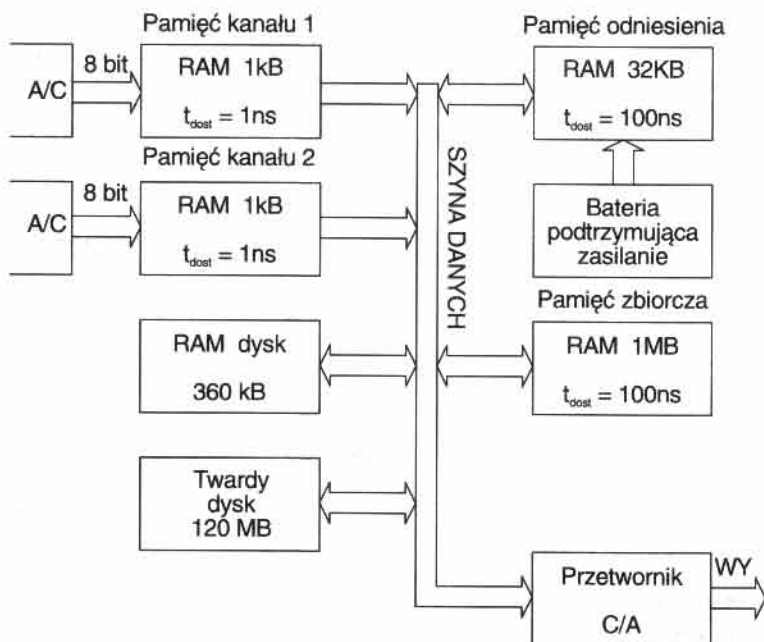 Pamięć kanału 1
A/C
8 bit
RAM 1kB
t_dost = 1ns
Pamięć kanału 2
A/C
8 bit
RAM 1kB
t_dost = 1ns
RAM dysk
360 kB
Twardy
dysk
120 MB
SZYNA DANYCH
Pamięć odniesienia
RAM 32KB
t_dost = 100ns
Bateria
podtrzymująca
zasilanie
Pamięć zbiorcza
RAM 1MB
t_dost = 100ns
Przetwornik
C/A
WY